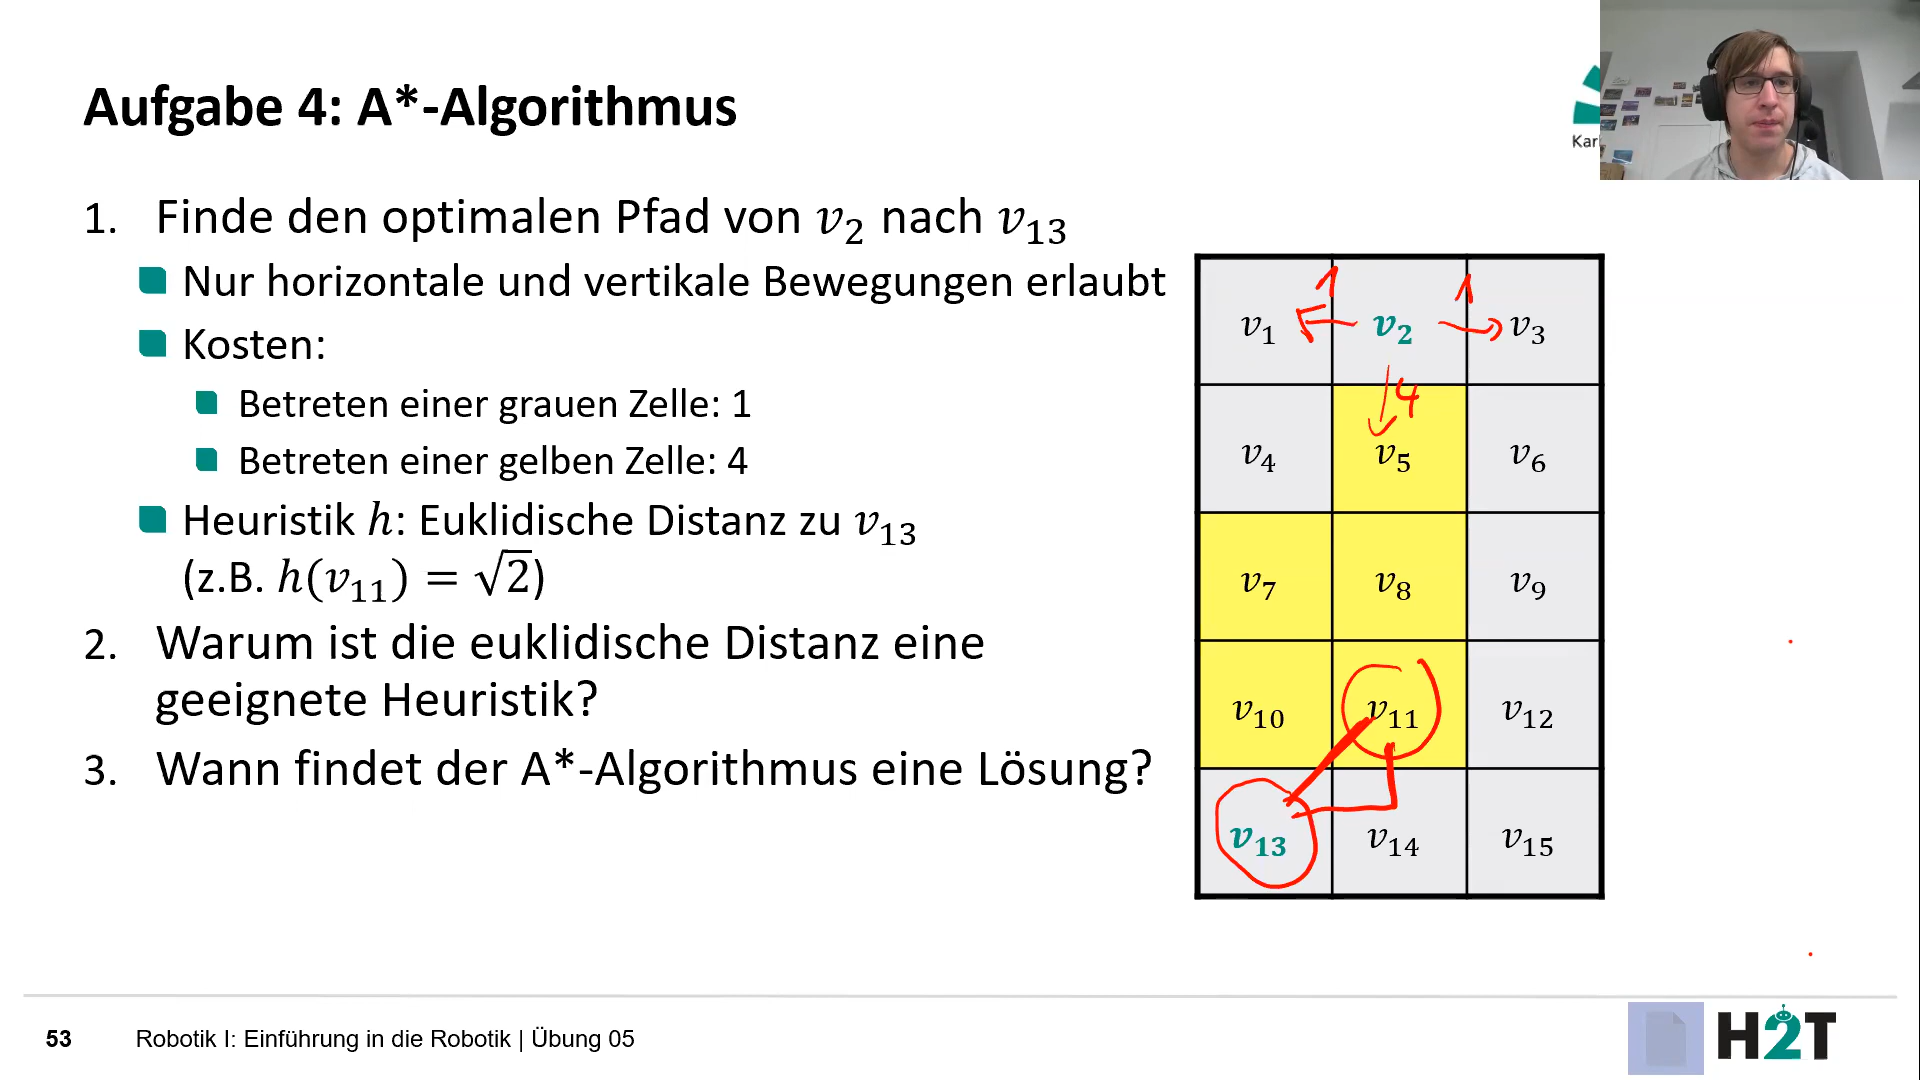 Aufgabe 4: A*-Algorithmus
Kar
1. Finde den optimalen Pfad von v₂ nach v₁₃
Nur horizontale und vertikale Bewegungen erlaubt
Kosten:
Betreten einer grauen Zelle: 1
Betreten einer gelben Zelle: 4
Heuristik h: Euklidische Distanz zu v₁₃
(z.B. h(v₁₁) = √2)
2. Warum ist die euklidische Distanz eine
geeignete Heuristik?
3. Wann findet der A*-Algorithmus eine Lösung?
1 1
v₁ v₂ v₃
4
v₄ v₅ v₆
v₇ v₈ v₉
v₁₀ v₁₁ v₁₂
v₁₃ v₁₄ v₁₅
53 Robotik I: Einführung in die Robotik | Übung 05
H2T